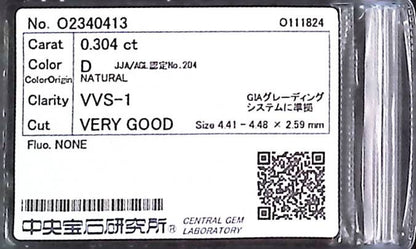 No. O2340413 O111824
Carat 0.304 ct
Color D JJA/AGL認定No.204
ColorOrigin NATURAL
Clarity VVS-1 GIAグレーディング
システムに準拠
Cut VERY GOOD Size 4.41 - 4.48 × 2.59 mm
Fluo. NONE
中央宝石研究所® CENTRAL GEM
LABORATORY